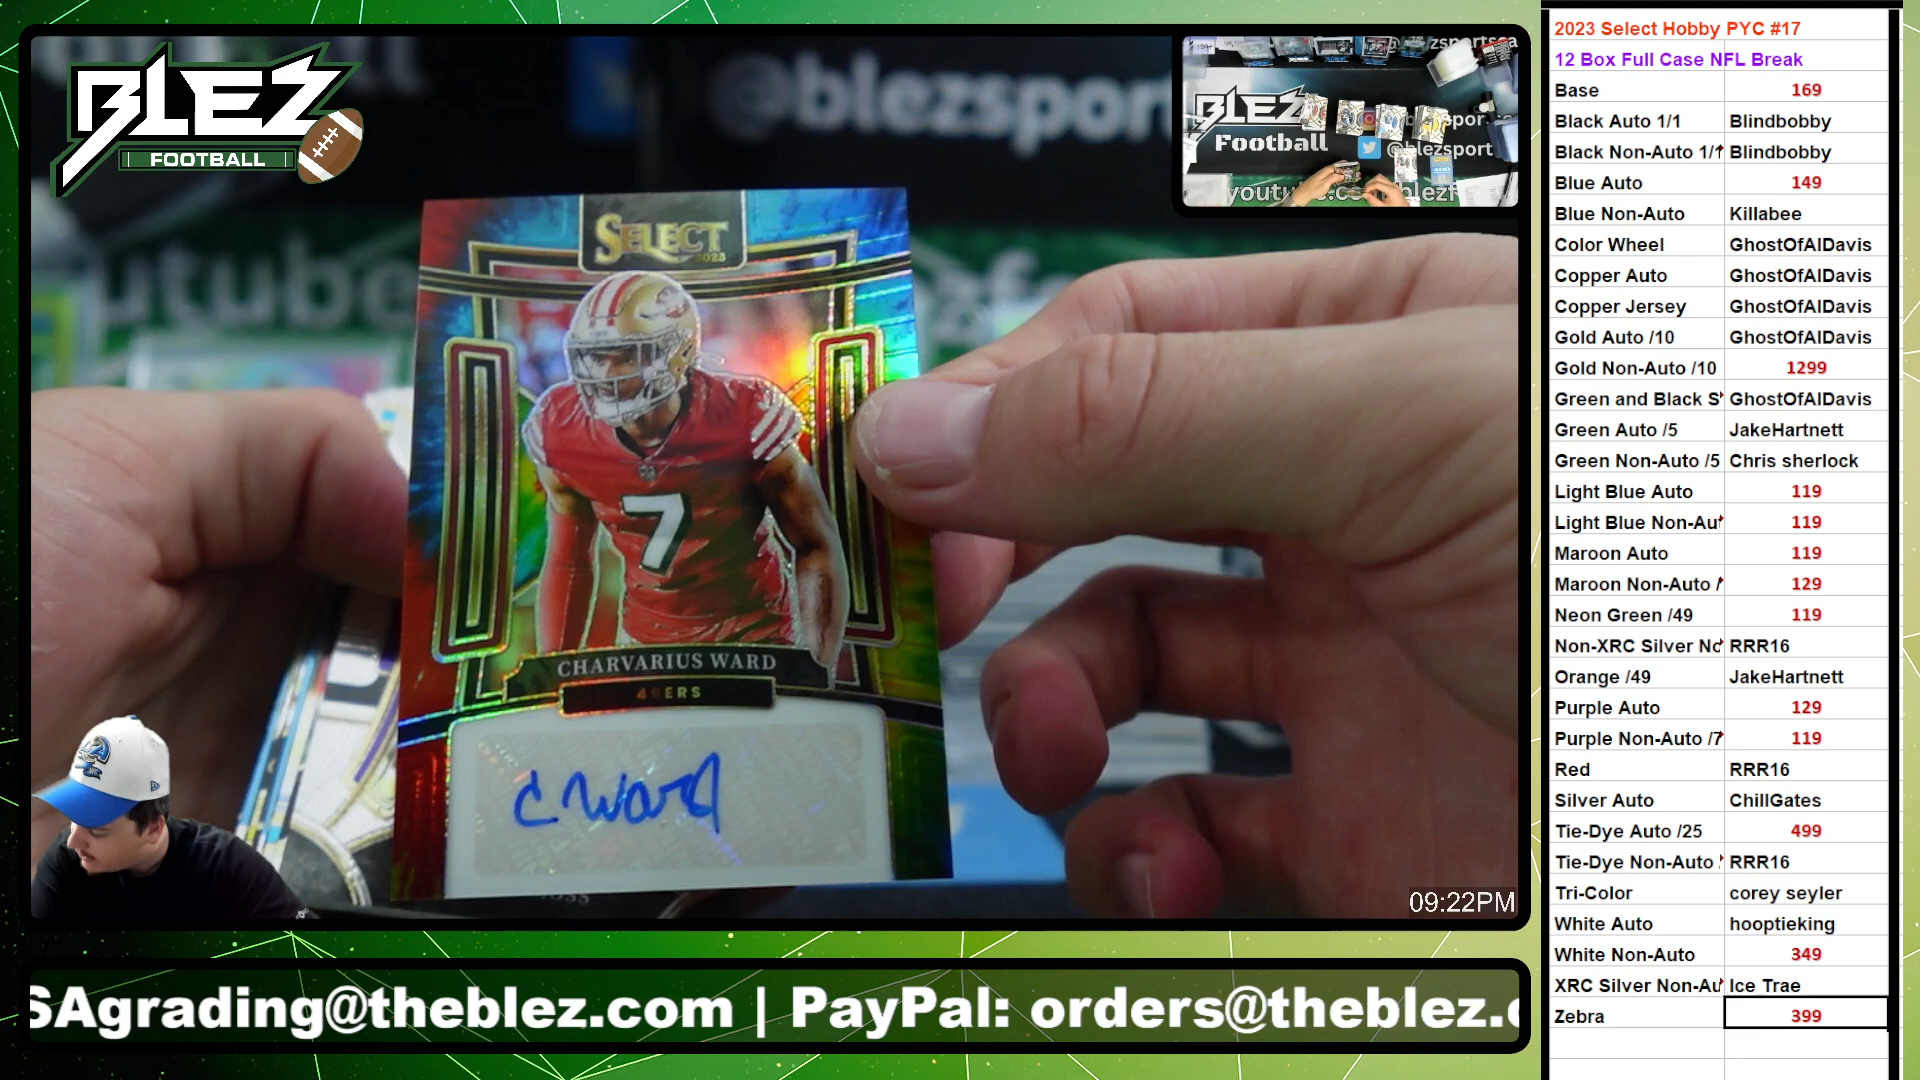 BLEZ
FOOTBALL
@blezspor
utube
SELECT
2023
7
CHARVARIUS WARD
49ERS
C Ward
BLEZ
Football
@blezsport
09:22PM
SAgrading@theblez.com | PayPal: orders@theblez.c
2023 Select Hobby PYC #17
12 Box Full Case NFL Break
Base 169
Black Auto 1/1 Blindbobby
Black Non-Auto 1/1 Blindbobby
Blue Auto 149
Blue Non-Auto Killabee
Color Wheel GhostOfAlDavis
Copper Auto GhostOfAlDavis
Copper Jersey GhostOfAlDavis
Gold Auto /10 GhostOfAlDavis
Gold Non-Auto /10 1299
Green and Black S GhostOfAlDavis
Green Auto /5 JakeHartnett
Green Non-Auto /5 Chris sherlock
Light Blue Auto 119
Light Blue Non-Au 119
Maroon Auto 119
Maroon Non-Auto / 129
Neon Green /49 119
Non-XRC Silver No RRR16
Orange /49 JakeHartnett
Purple Auto 129
Purple Non-Auto /7 119
Red RRR16
Silver Auto ChillGates
Tie-Dye Auto /25 499
Tie-Dye Non-Auto RRR16
Tri-Color corey seyler
White Auto hooptieking
White Non-Auto 349
XRC Silver Non-Au Ice Trae
Zebra 399